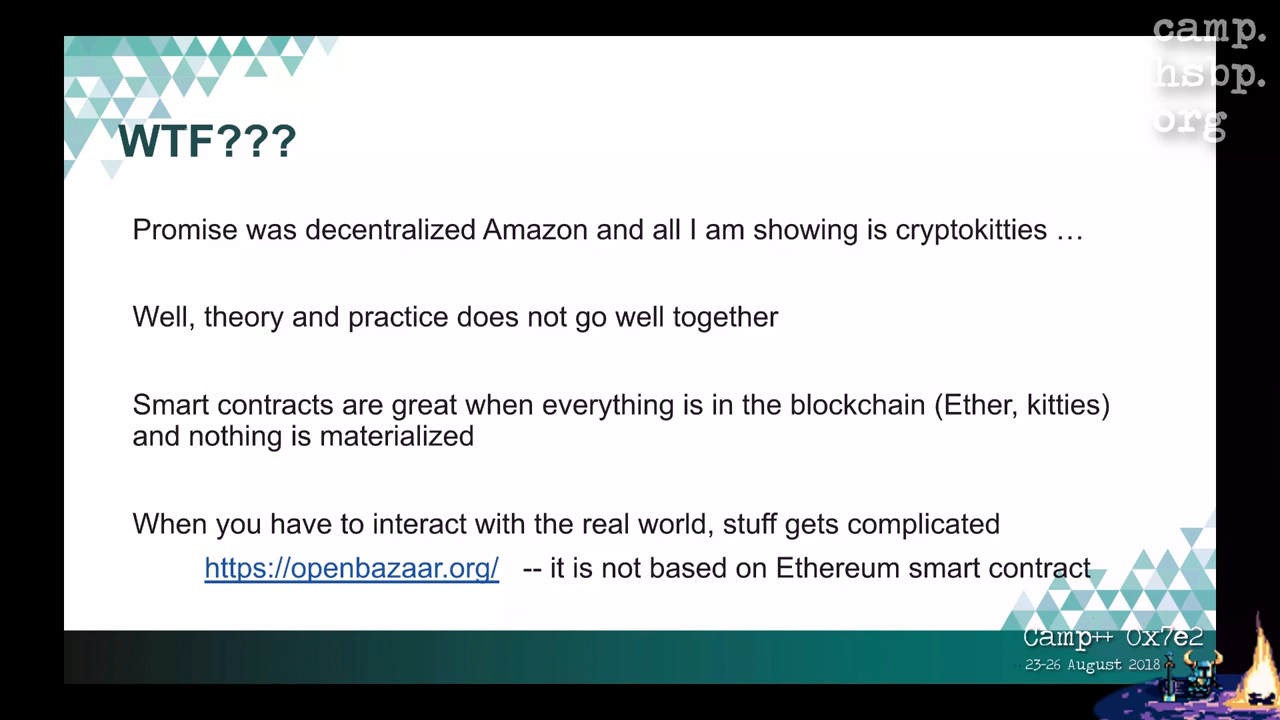 camp.
hsbp.
org
WTF???
Promise was decentralized Amazon and all I am showing is cryptokitties …
Well, theory and practice does not go well together
Smart contracts are great when everything is in the blockchain (Ether, kitties)
and nothing is materialized
When you have to interact with the real world, stuff gets complicated
https://openbazaar.org/ -- it is not based on Ethereum smart contract
Camp++ 0x7e2
23-26 August 2018